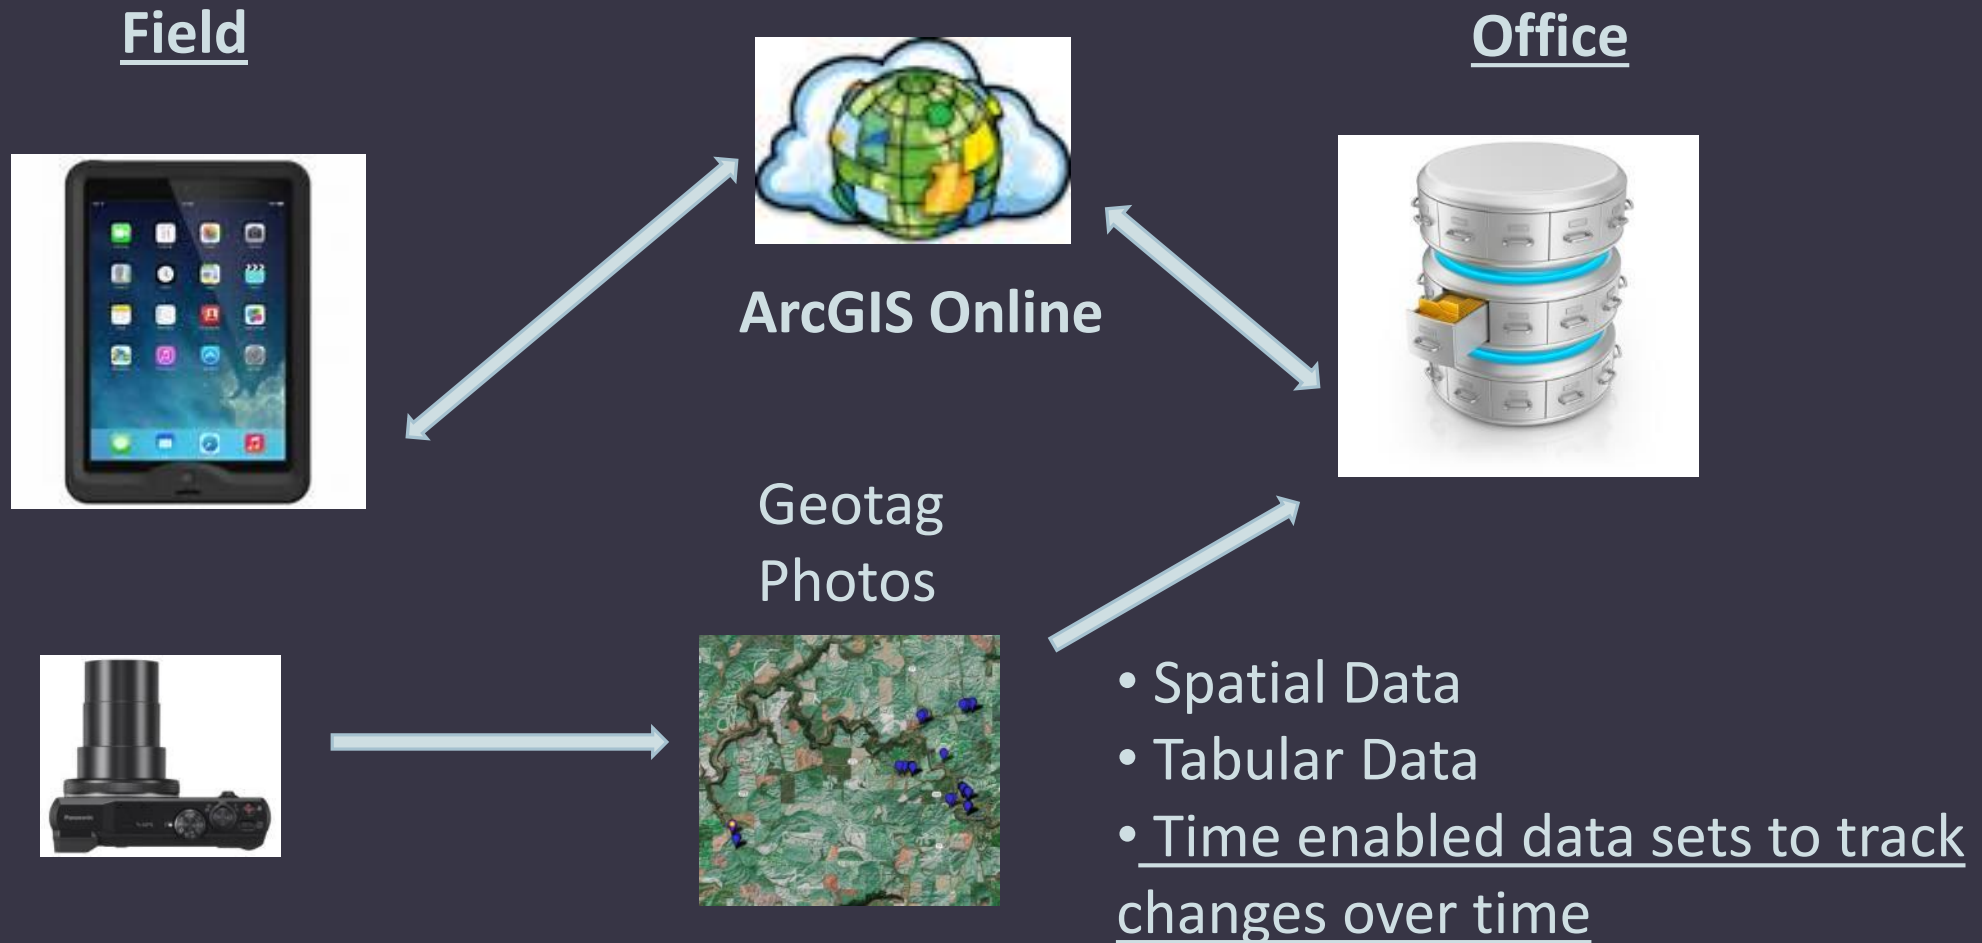 Field
Office
ArcGIS Online
Geotag
Photos
• Spatial Data
• Tabular Data
• Time enabled data sets to track
changes over time
Panasonic